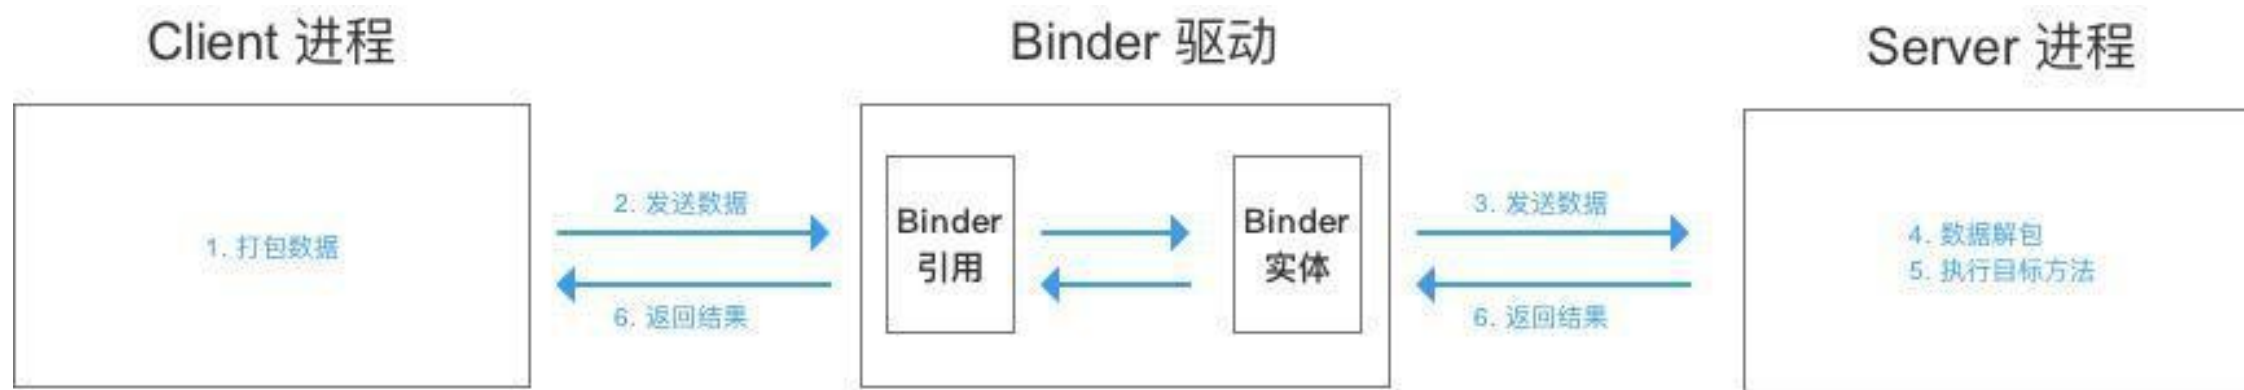 Client 进程
Binder 驱动
Server 进程
1. 打包数据
2. 发送数据
6. 返回结果
Binder
引用
Binder
实体
3. 发送数据
6. 返回结果
4. 数据解包
5. 执行目标方法